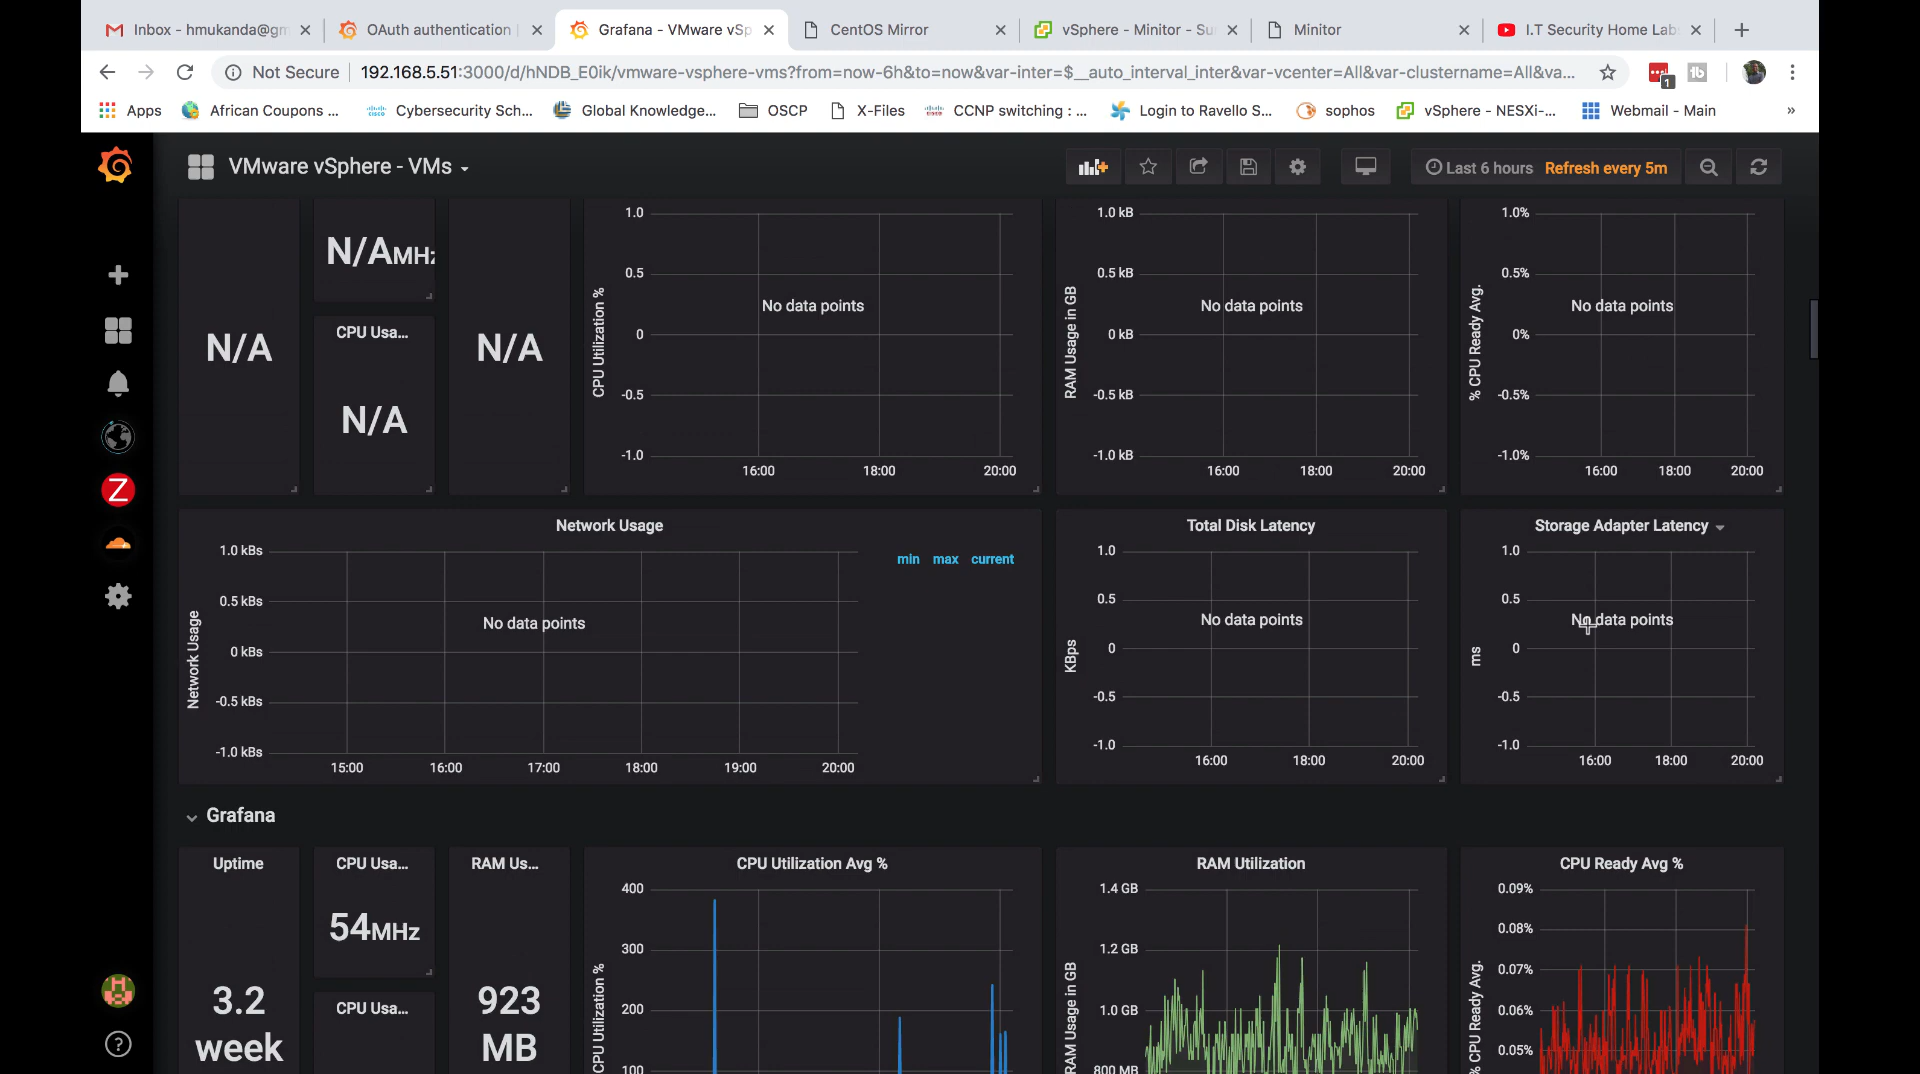 Inbox - hmukanda@gm
OAuth authentication
Grafana - VMware vSp
CentOS Mirror
vSphere - Minitor - Su
Minitor
I.T Security Home Lab
Not Secure
192.168.5.51:3000/d/hNDB_E0ik/vmware-vsphere-vms?from=now-6h&to=now&var-inter=$__auto_interval_inter&var-vcenter=All&var-clustername=All&va...
1
Apps
African Coupons ...
Cybersecurity Sch...
Global Knowledge...
OSCP
X-Files
CCNP switching : ...
Login to Ravello S...
sophos
vSphere - NESXi-...
Webmail - Main
»
VMware vSphere - VMs
Last 6 hours
Refresh every 5m
N/A
N/AMHz
CPU Usa...
N/A
N/A
CPU Utilization %
1.0
0.5
0
-0.5
-1.0
No data points
16:00
18:00
20:00
RAM Usage in GB
1.0 kB
0.5 kB
0 kB
-0.5 kB
-1.0 kB
No data points
16:00
18:00
20:00
% CPU Ready Avg.
1.0%
0.5%
0%
-0.5%
-1.0%
No data points
16:00
18:00
20:00
Network Usage
Network Usage
1.0 kBs
0.5 kBs
0 kBs
-0.5 kBs
-1.0 kBs
No data points
min max current
15:00
16:00
17:00
18:00
19:00
20:00
Total Disk Latency
KBps
1.0
0.5
0
-0.5
-1.0
No data points
16:00
18:00
20:00
Storage Adapter Latency
ms
1.0
0.5
0
-0.5
-1.0
No data points
16:00
18:00
20:00
Grafana
Uptime
3.2
week
CPU Usa...
54MHz
CPU Usa...
RAM Us...
923
MB
CPU Utilization Avg %
CPU Utilization %
400
300
200
100
RAM Utilization
RAM Usage in GB
1.4 GB
1.2 GB
1.0 GB
800 MB
CPU Ready Avg %
% CPU Ready Avg.
0.09%
0.08%
0.07%
0.06%
0.05%
Z
?